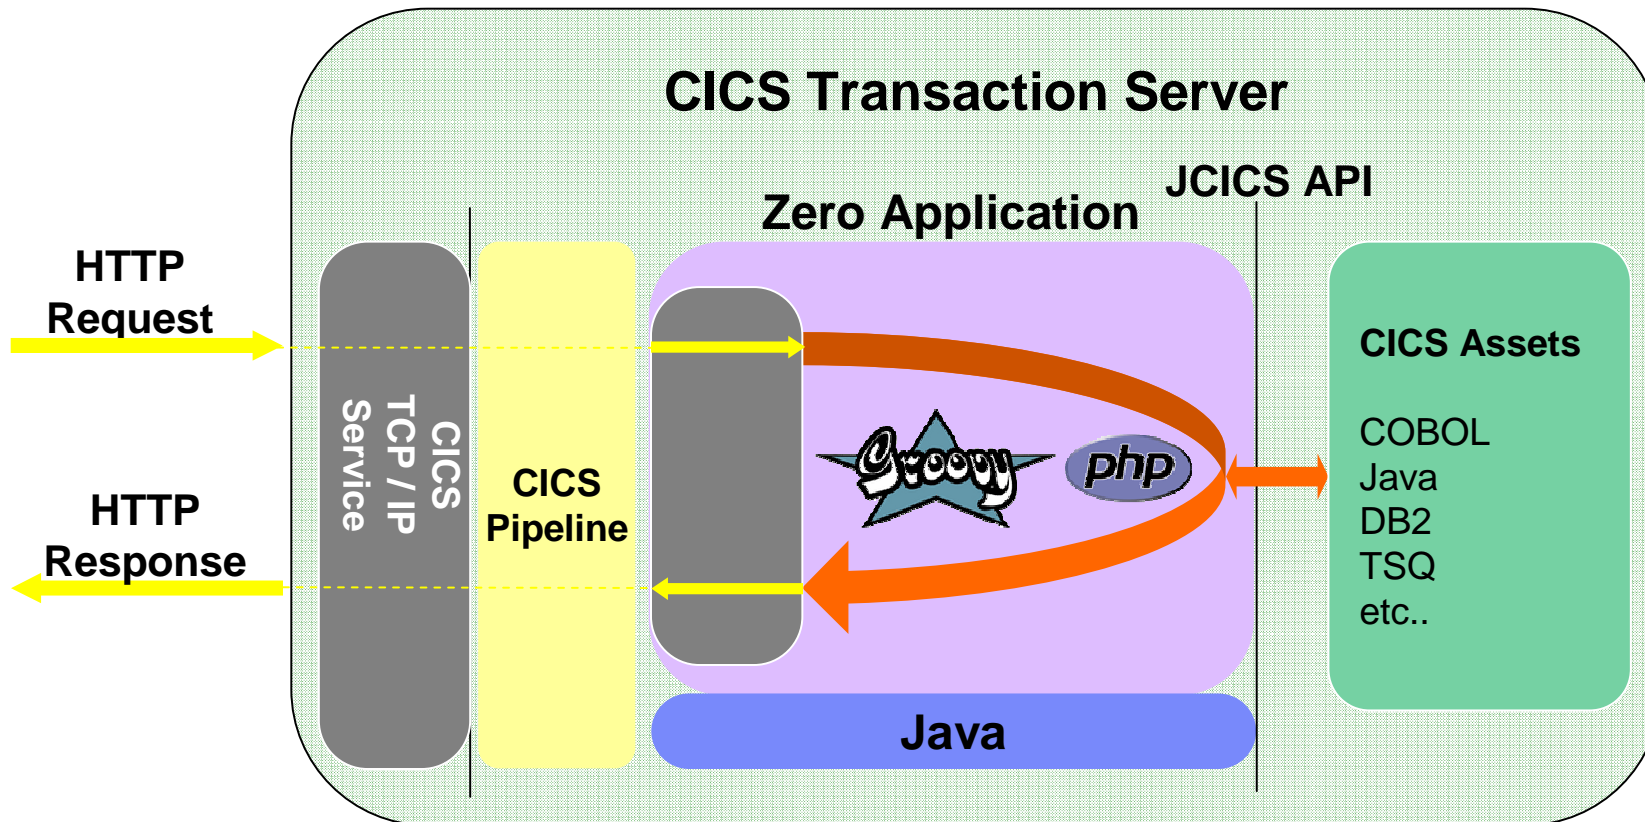 CICS Transaction Server
JCICS API
Zero Application
HTTP
Request
HTTP
Response
CICS
TCP / IP
Service
CICS
Pipeline
Groovy
php
Java
CICS Assets
COBOL
Java
DB2
TSQ
etc..